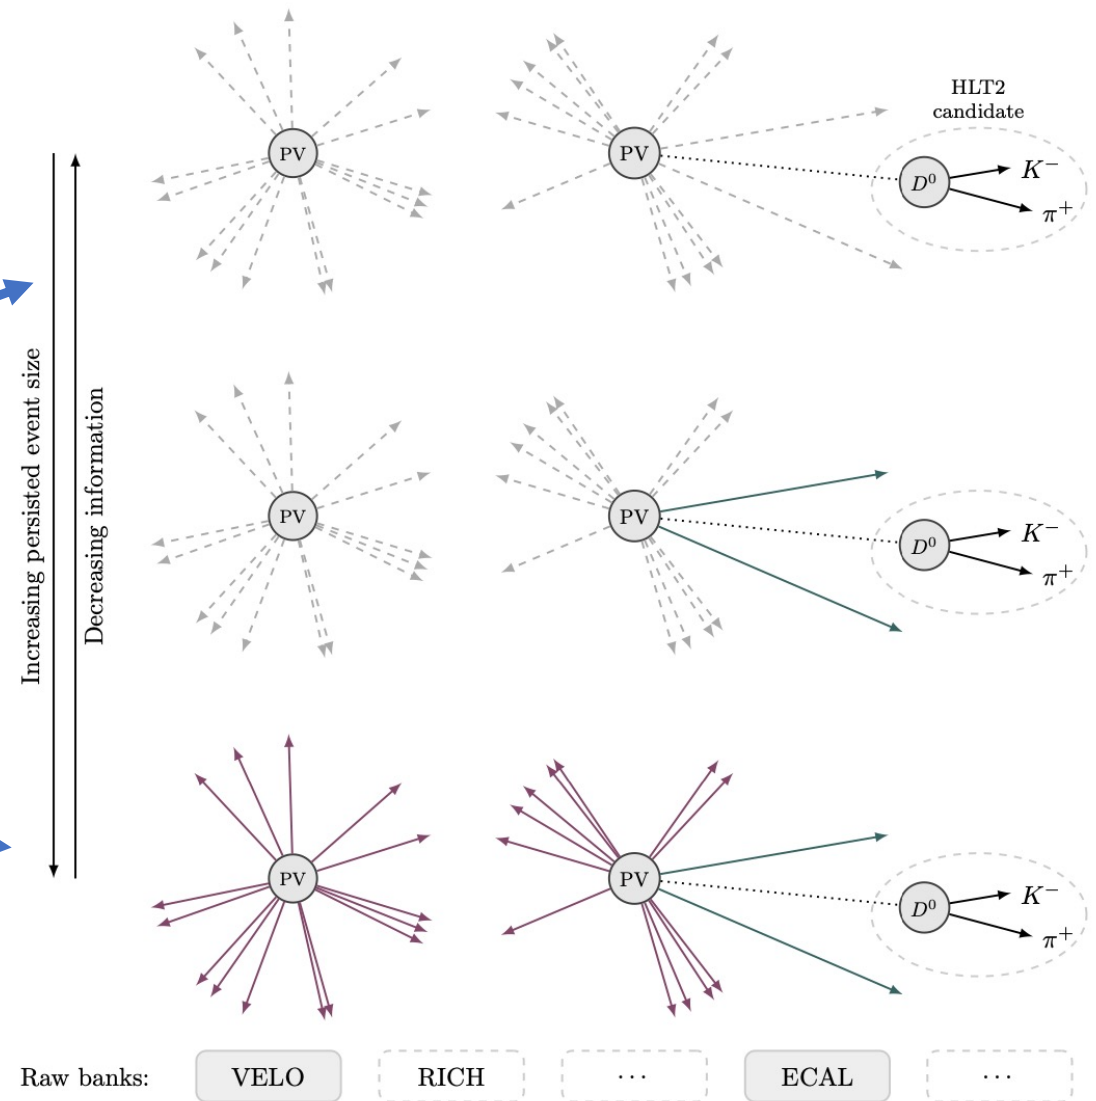 HLT2
candidate
PV
PV
D⁰
K⁻
π⁺
Increasing persisted event size
Decreasing information
PV
PV
D⁰
K⁻
π⁺
PV
PV
D⁰
K⁻
π⁺
Raw banks:
VELO
RICH
...
ECAL
...